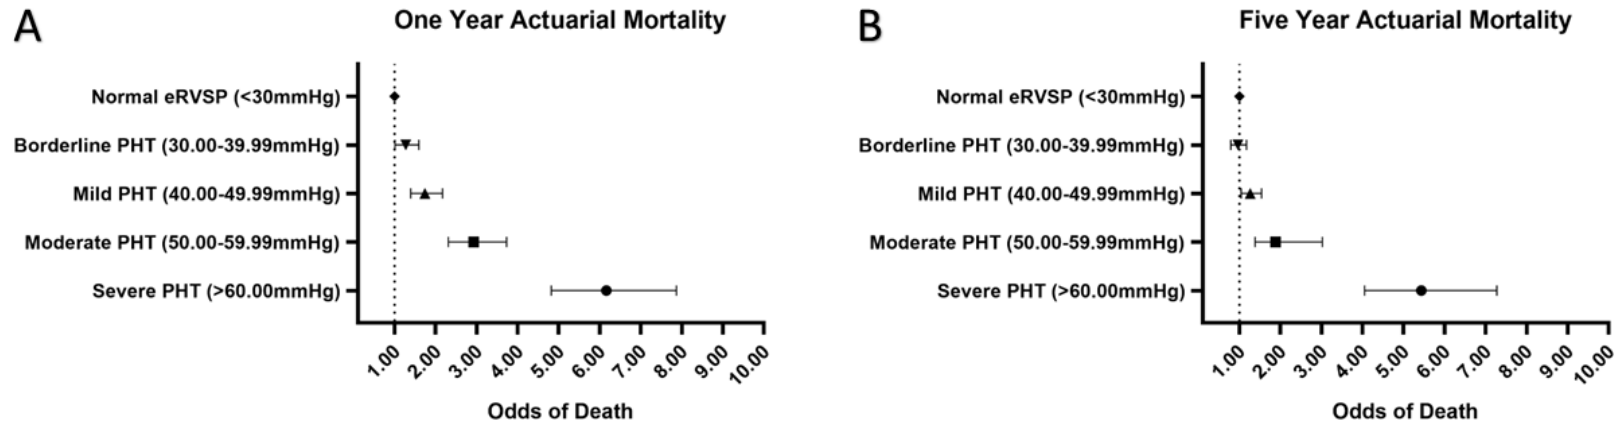 A
One Year Actuarial Mortality
Normal eRVSP (<30mmHg)
Borderline PHT (30.00-39.99mmHg)
Mild PHT (40.00-49.99mmHg)
Moderate PHT (50.00-59.99mmHg)
Severe PHT (>60.00mmHg)
1.00 2.00 3.00 4.00 5.00 6.00 7.00 8.00 9.00 10.00
Odds of Death
B
Five Year Actuarial Mortality
Normal eRVSP (<30mmHg)
Borderline PHT (30.00-39.99mmHg)
Mild PHT (40.00-49.99mmHg)
Moderate PHT (50.00-59.99mmHg)
Severe PHT (>60.00mmHg)
1.00 2.00 3.00 4.00 5.00 6.00 7.00 8.00 9.00 10.00
Odds of Death